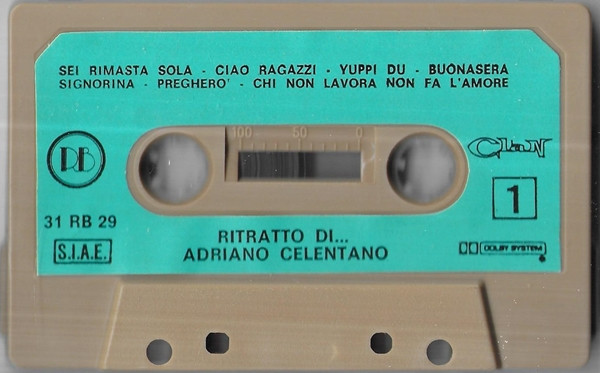 SEI RIMASTA SOLA - CIAO RAGAZZI - YUPPI DU - BUONASERA
SIGNORINA - PREGHERO' - CHI NON LAVORA NON FA L'AMORE
100 50 0
RB
Clan
1
31 RB 29
S.I.A.E.
RITRATTO DI...
ADRIANO CELENTANO
DOLBY SYSTEM